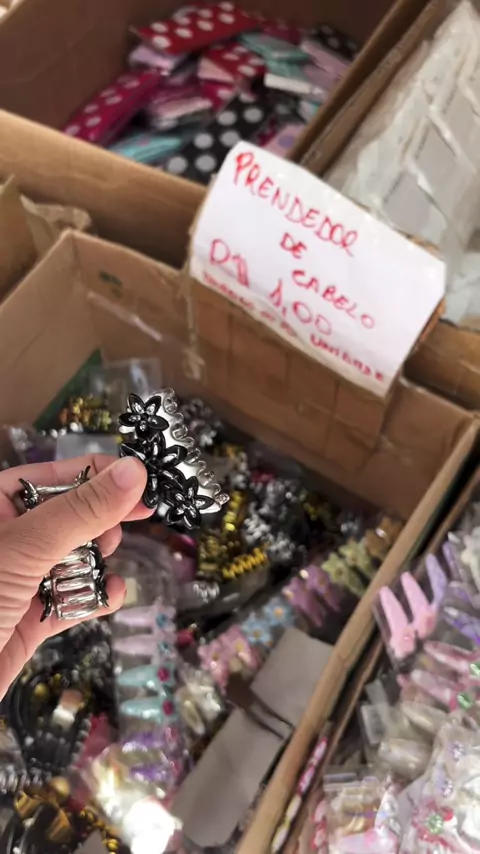 PRENDEDOR
DE
CABELO
R$ 1,00
UNIDADE